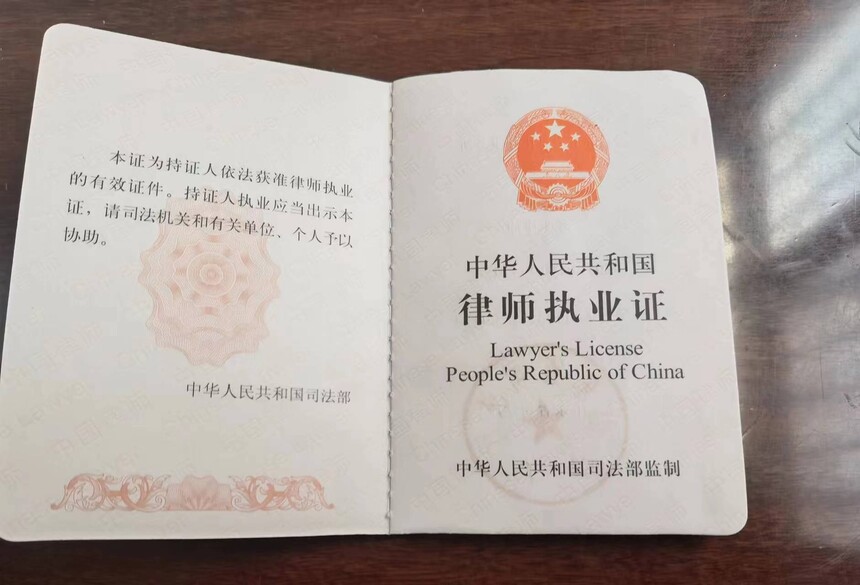 本证为持证人依法获准律师执业
的有效证件。持证人执业应当出示本
证，请司法机关和有关单位、个人予以
协助。
中华人民共和国司法部
中华人民共和国
律师执业证
Lawyer's License
People's Republic of China
中华人民共和国司法部监制